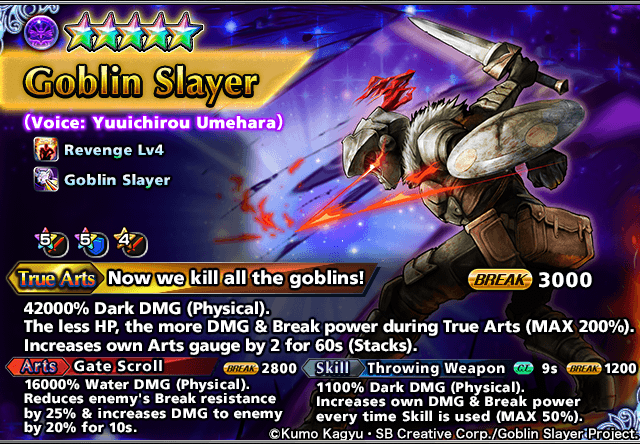 Goblin Slayer
(Voice: Yuuichirou Umehara)
Revenge Lv4
Goblin Slayer
5 5 4
True Arts Now we kill all the goblins! BREAK 3000
42000% Dark DMG (Physical).
The less HP, the more DMG & Break power during True Arts (MAX 200%).
Increases own Arts gauge by 2 for 60s (Stacks).
Arts Gate Scroll BREAK 2800
16000% Water DMG (Physical).
Reduces enemy's Break resistance
by 25% & increases DMG to enemy
by 20% for 10s.
Skill Throwing Weapon C.T. 9s BREAK 1200
1100% Dark DMG (Physical).
Increases own DMG & Break power
every time Skill is used (MAX 50%).
©Kumo Kagyu・SB Creative Corp./Goblin Slayer Project.